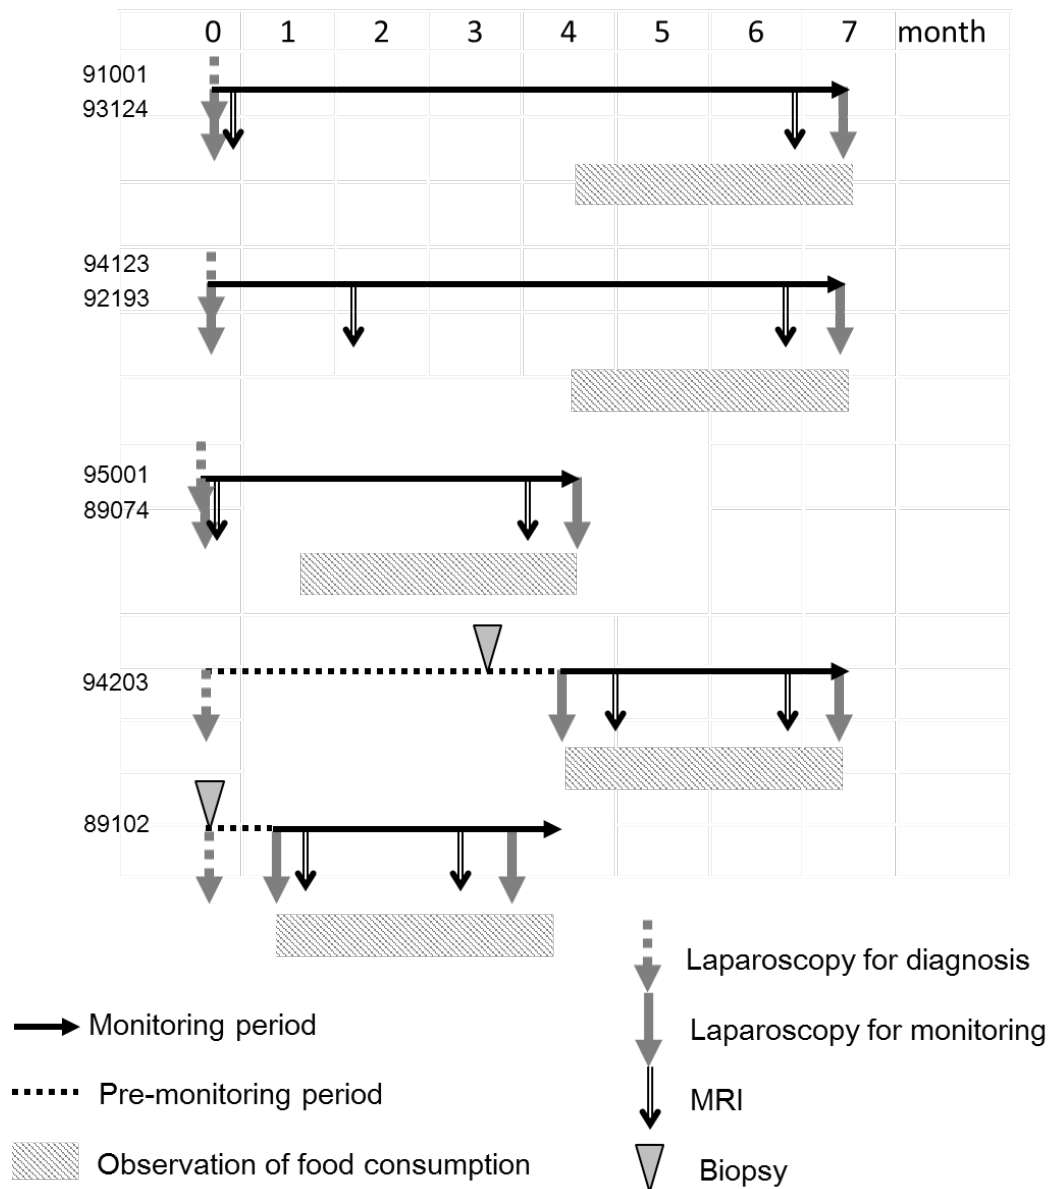 0 1 2 3 4 5 6 7 month
91001
93124
94123
92193
95001
89074
94203
89102
Laparoscopy for diagnosis
Monitoring period
Laparoscopy for monitoring
Pre-monitoring period
MRI
Observation of food consumption
Biopsy